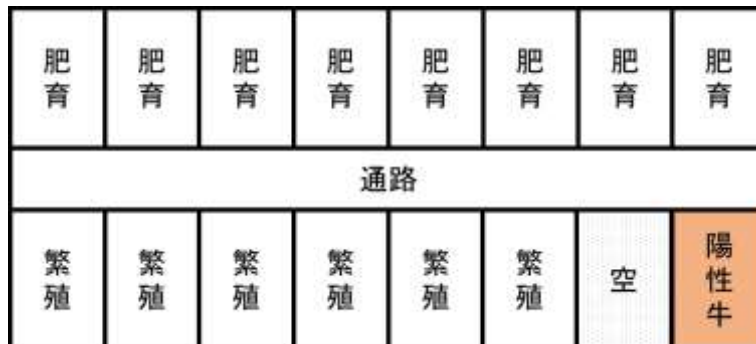 肥育 肥育 肥育 肥育 肥育 肥育 肥育 肥育
通路
繁殖 繁殖 繁殖 繁殖 繁殖 繁殖 空 陽性牛